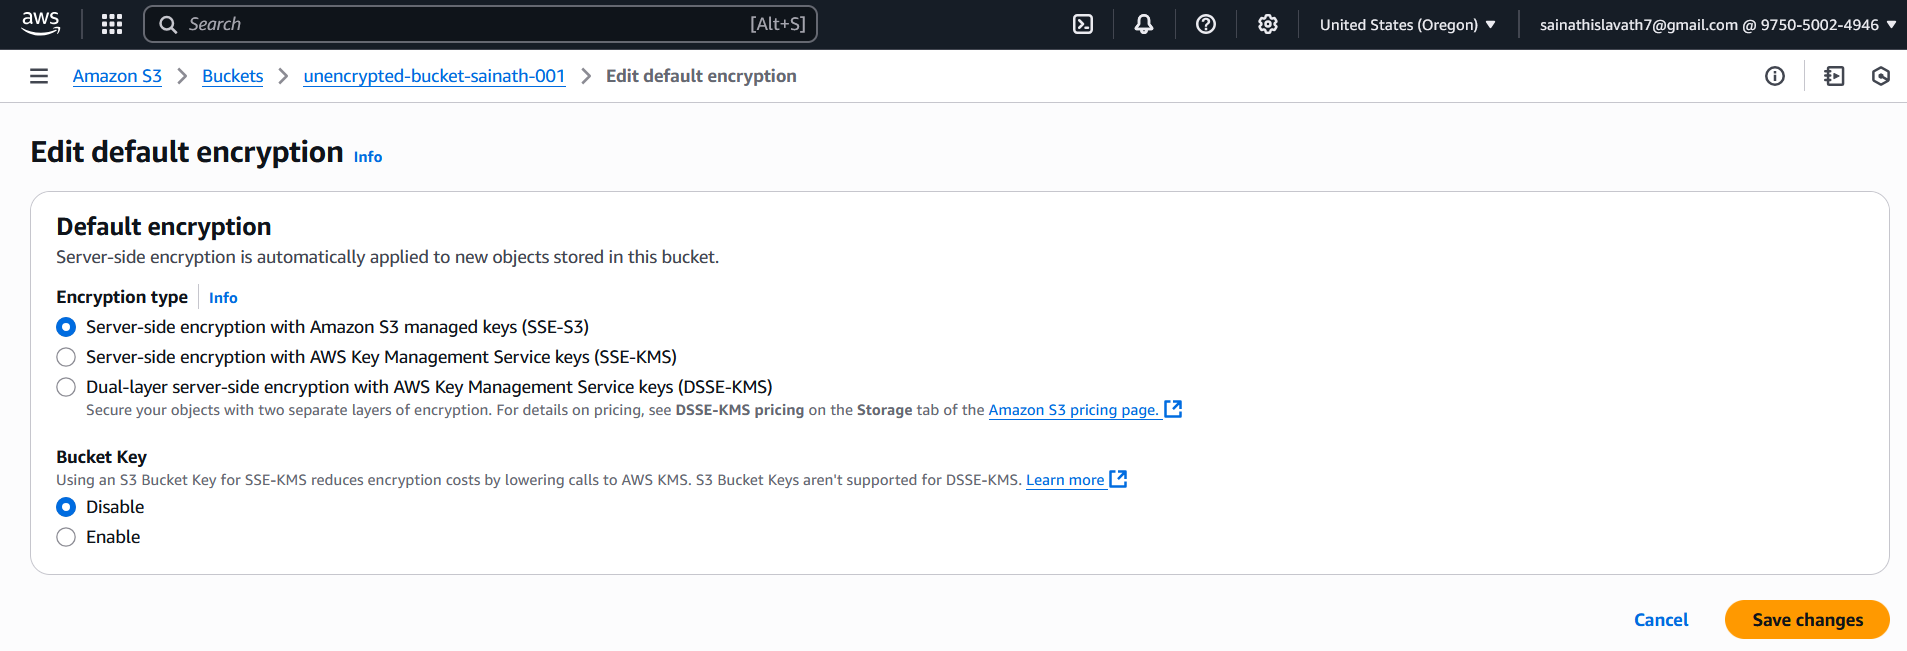 aws
Search [Alt+S] United States (Oregon) sainathislavath7@gmail.com @ 9750-5002-4946
Amazon S3 Buckets unencrypted-bucket-sainath-001 Edit default encryption
Edit default encryption Info
Default encryption
Server-side encryption is automatically applied to new objects stored in this bucket.
Encryption type Info
Server-side encryption with Amazon S3 managed keys (SSE-S3)
Server-side encryption with AWS Key Management Service keys (SSE-KMS)
Dual-layer server-side encryption with AWS Key Management Service keys (DSSE-KMS)
Secure your objects with two separate layers of encryption. For details on pricing, see DSSE-KMS pricing on the Storage tab of the Amazon S3 pricing page.
Bucket Key
Using an S3 Bucket Key for SSE-KMS reduces encryption costs by lowering calls to AWS KMS. S3 Bucket Keys aren't supported for DSSE-KMS. Learn more
Disable
Enable
Cancel Save changes